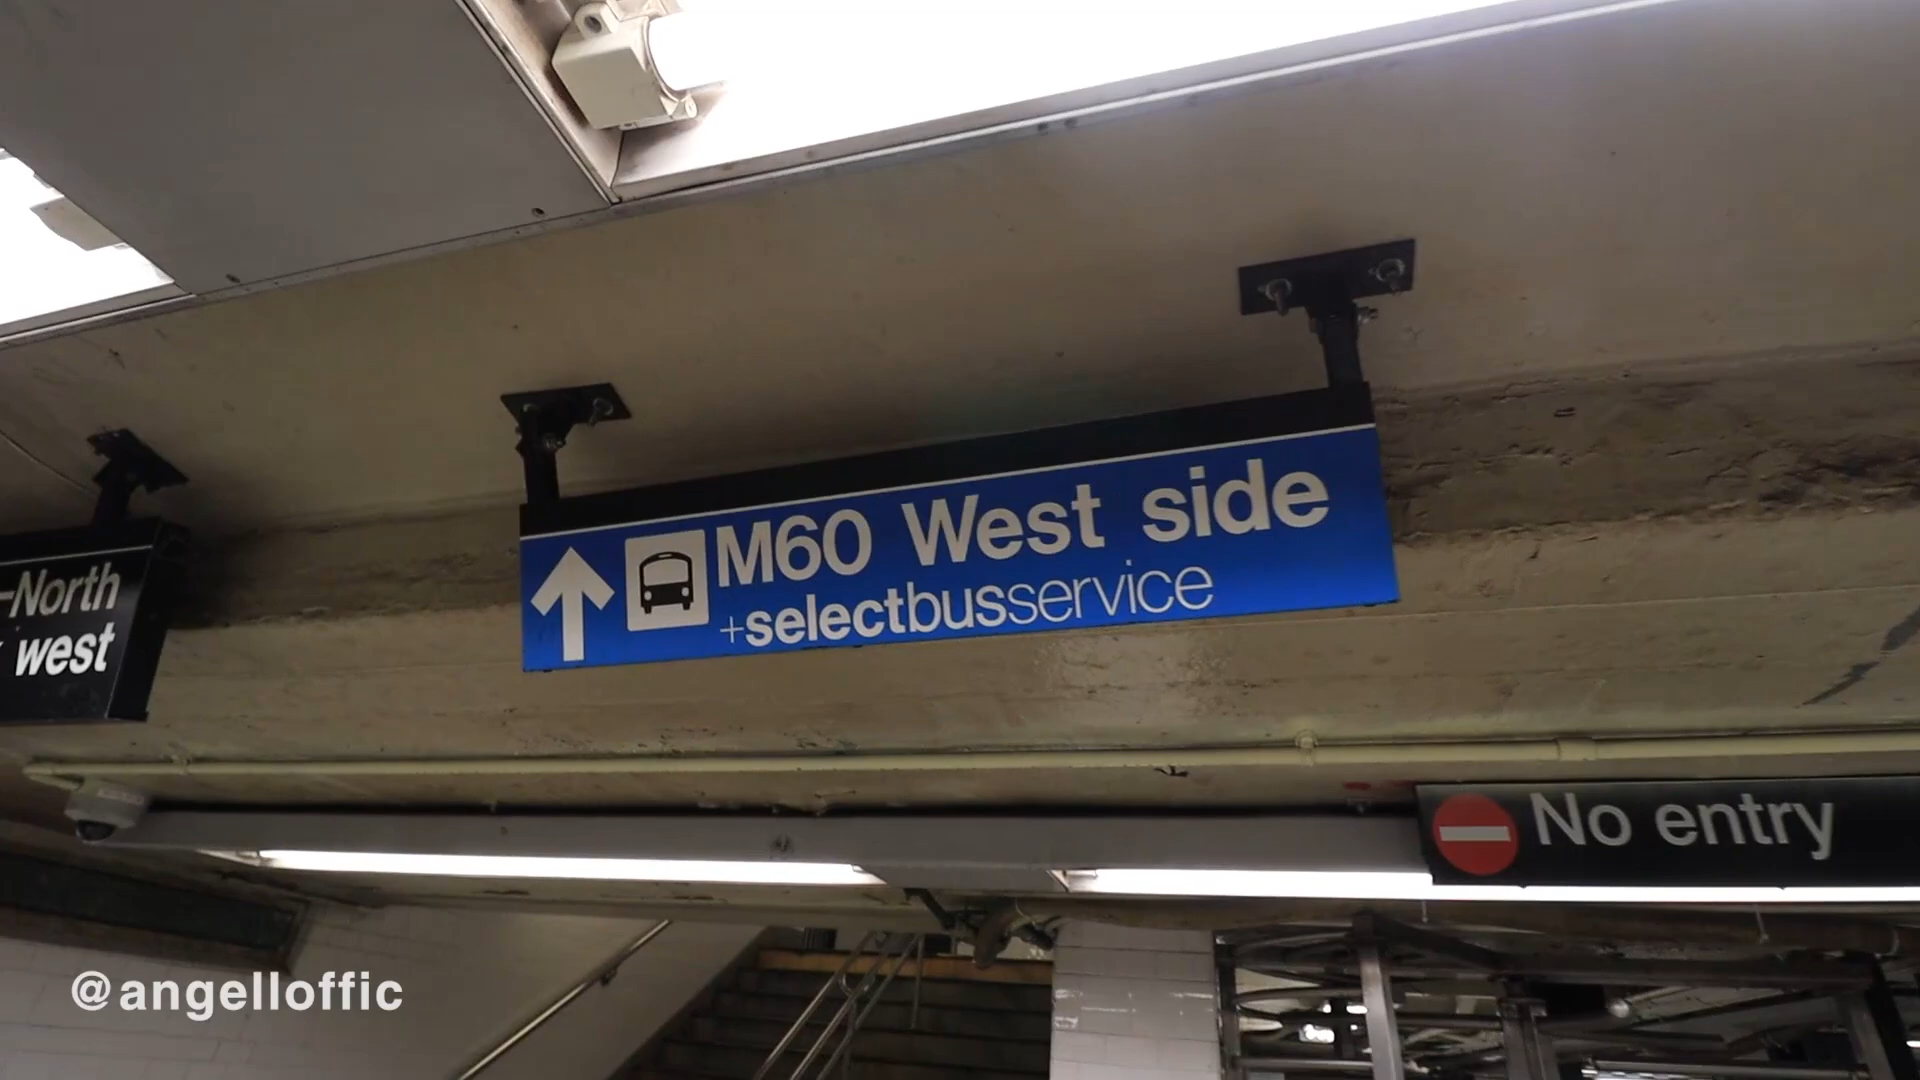 -North
west
M60 West side
+selectbusservice
No entry
@angelloffic